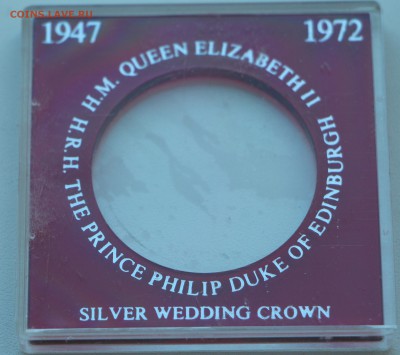 COINS.LAVE.RU
1947 1972
H.M. QUEEN ELIZABETH II
H.R.H. THE PRINCE PHILIP DUKE OF EDINBURGH
SILVER WEDDING CROWN